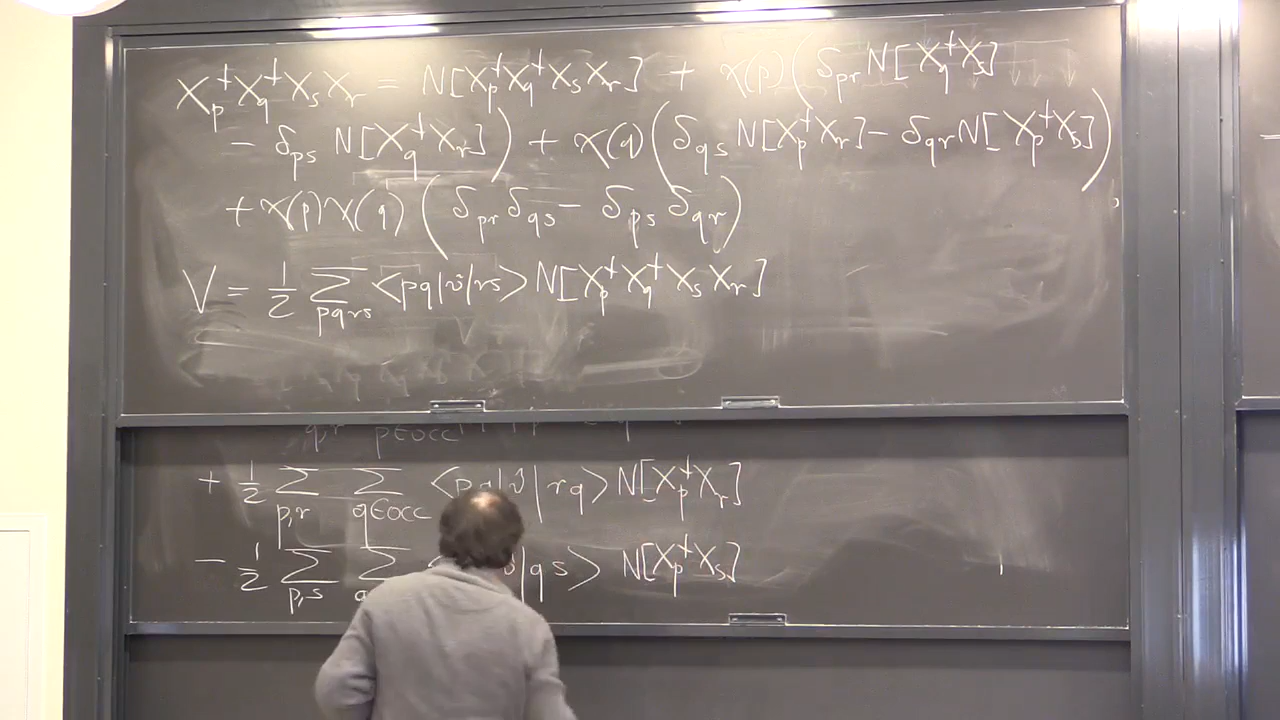 X_p^† X_q^† X_s X_r = N[X_p^† X_q^† X_s X_r] + χ(p) ( δ_pr N[X_q^† X_s]
- δ_ps N[X_q^† X_r] ) + χ(q) ( δ_qs N[X_p^† X_r] - δ_qr N[X_p^† X_s] )
+ χ(p) χ(q) ( δ_pr δ_qs - δ_ps δ_qr )
V = 1/2 Σ_pqrs <pq|v|rs> N[X_p^† X_q^† X_s X_r]
q,r p∈occ
+ 1/2 Σ_p,r Σ_q∈occ <pq|v|rq> N[X_p^† X_r]
- 1/2 Σ_p,s Σ |qs> N[X_p^† X_s]